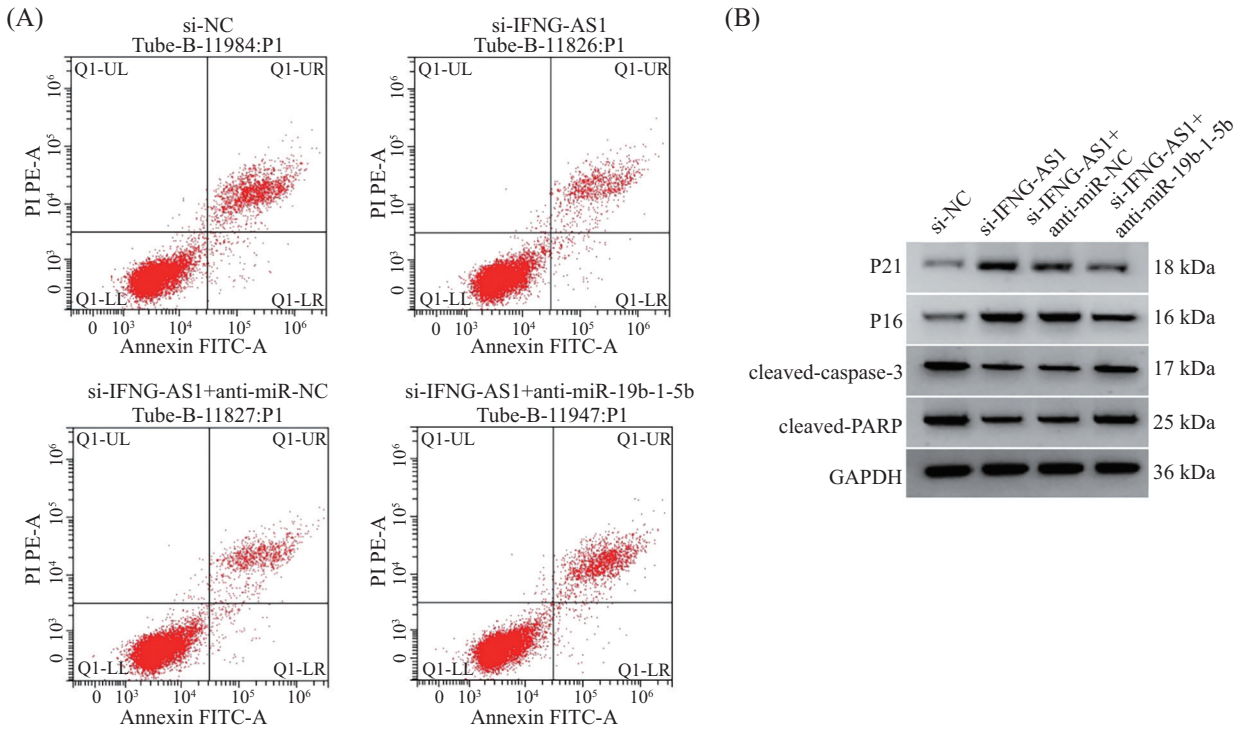 (A)
si-NC
Tube-B-11984:P1
Q1-UL
Q1-UR
Q1-LL
Q1-LR
PI PE-A
10⁶
10⁵
10⁴
10³
0
0 10³ 10⁴ 10⁵ 10⁶
Annexin FITC-A
si-IFNG-AS1
Tube-B-11826:P1
Q1-UL
Q1-UR
Q1-LL
Q1-LR
PI PE-A
10⁶
10⁵
10⁴
10³
0
0 10³ 10⁴ 10⁵ 10⁶
Annexin FITC-A
si-IFNG-AS1+anti-miR-NC
Tube-B-11827:P1
Q1-UL
Q1-UR
Q1-LL
Q1-LR
PI PE-A
10⁶
10⁵
10⁴
10³
0
0 10³ 10⁴ 10⁵ 10⁶
Annexin FITC-A
si-IFNG-AS1+anti-miR-19b-1-5b
Tube-B-11947:P1
Q1-UL
Q1-UR
Q1-LL
Q1-LR
PI PE-A
10⁶
10⁵
10⁴
10³
0
0 10³ 10⁴ 10⁵ 10⁶
Annexin FITC-A
(B)
si-NC
si-IFNG-AS1
si-IFNG-AS1+
anti-miR-NC
si-IFNG-AS1+
anti-miR-19b-1-5b
P21 18 kDa
P16 16 kDa
cleaved-caspase-3 17 kDa
cleaved-PARP 25 kDa
GAPDH 36 kDa